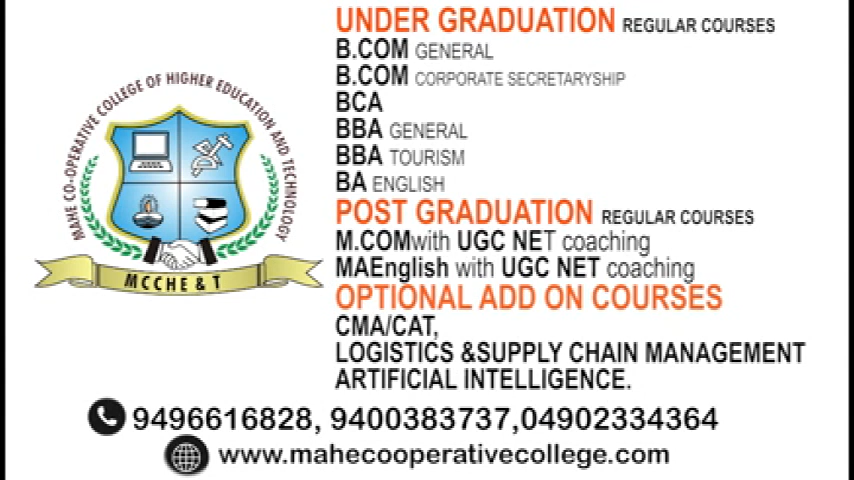 MAHE CO-OPERATIVE COLLEGE OF HIGHER EDUCATION AND TECHNOLOGY
MCCHE & T
UNDER GRADUATION REGULAR COURSES
B.COM GENERAL
B.COM CORPORATE SECRETARYSHIP
BCA
BBA GENERAL
BBA TOURISM
BA ENGLISH
POST GRADUATION REGULAR COURSES
M.COMwith UGC NET coaching
MAEnglish with UGC NET coaching
OPTIONAL ADD ON COURSES
CMA/CAT,
LOGISTICS &SUPPLY CHAIN MANAGEMENT
ARTIFICIAL INTELLIGENCE.
9496616828, 9400383737,04902334364
www.mahecooperativecollege.com